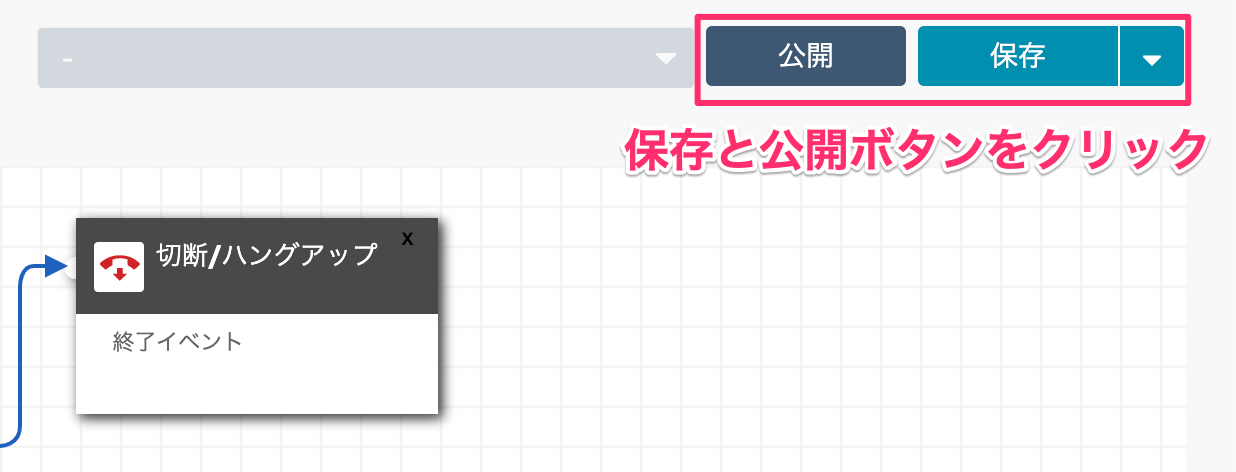 -
公開
保存
保存と公開ボタンをクリック
切断/ハングアップ
x
終了イベント